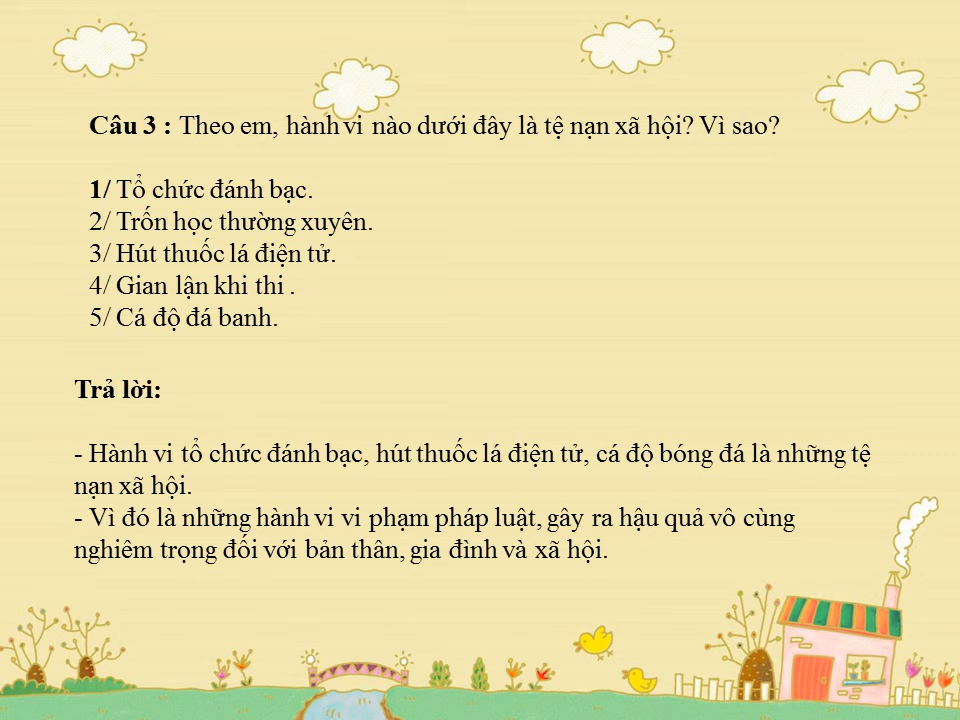 Câu 3 : Theo em, hành vi nào dưới đây là tệ nạn xã hội? Vì sao?
1/ Tổ chức đánh bạc.
2/ Trốn học thường xuyên.
3/ Hút thuốc lá điện tử.
4/ Gian lận khi thi .
5/ Cá độ đá banh.
Trả lời:
- Hành vi tổ chức đánh bạc, hút thuốc lá điện tử, cá độ bóng đá là những tệ
nạn xã hội.
- Vì đó là những hành vi vi phạm pháp luật, gây ra hậu quả vô cùng
nghiêm trọng đối với bản thân, gia đình và xã hội.